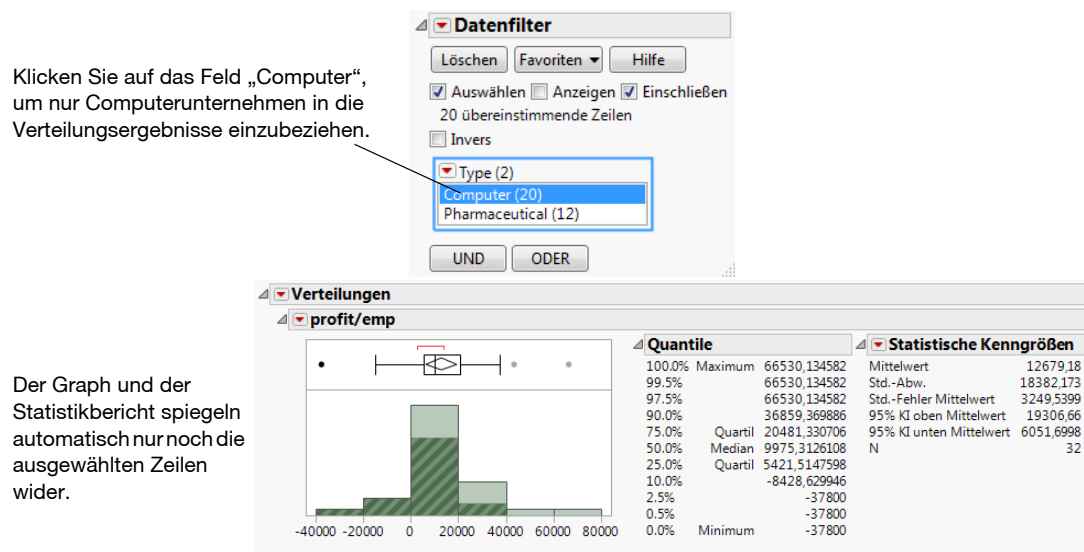 Datenfilter
Löschen Favoriten Hilfe
Klicken Sie auf das Feld „Computer“,
um nur Computerunternehmen in die
Verteilungsergebnisse einzubeziehen.
Auswählen Anzeigen Einschließen
20 übereinstimmende Zeilen
Invers
Type (2)
Computer (20)
Pharmaceutical (12)
UND ODER
Verteilungen
profit/emp
Der Graph und der
Statistikbericht spiegeln
automatisch nur noch die
ausgewählten Zeilen
wider.
-40000 -20000 0 20000 40000 60000 80000
Quantile
100.0% Maximum 66530,134582
99.5% 66530,134582
97.5% 66530,134582
90.0% 36859,369886
75.0% Quartil 20481,330706
50.0% Median 9975,3126108
25.0% Quartil 5421,5147598
10.0% -8428,629946
2.5% -37800
0.5% -37800
0.0% Minimum -37800
Statistische Kenngrößen
Mittelwert 12679,18
Std.-Abw. 18382,173
Std.-Fehler Mittelwert 3249,5399
95% KI oben Mittelwert 19306,66
95% KI unten Mittelwert 6051,6998
N 32